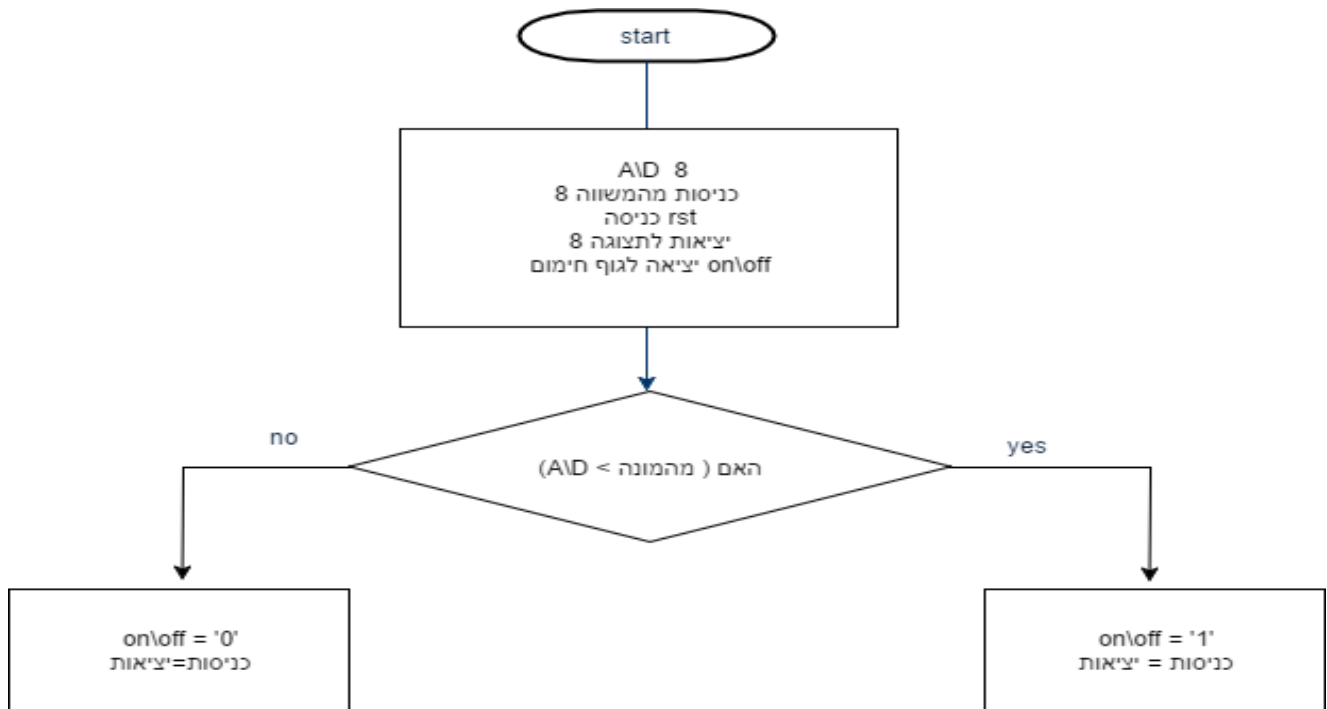 start
A\D 8
כניסות מהמשווה 8
כניסה rst
יציאות לתצוגה 8
יציאה לגוף חימום on\off
no
yes
האם ( מהמונה > A\D)
on\off = '0'
כניסות=יציאות
on\off = '1'
כניסות = יציאות